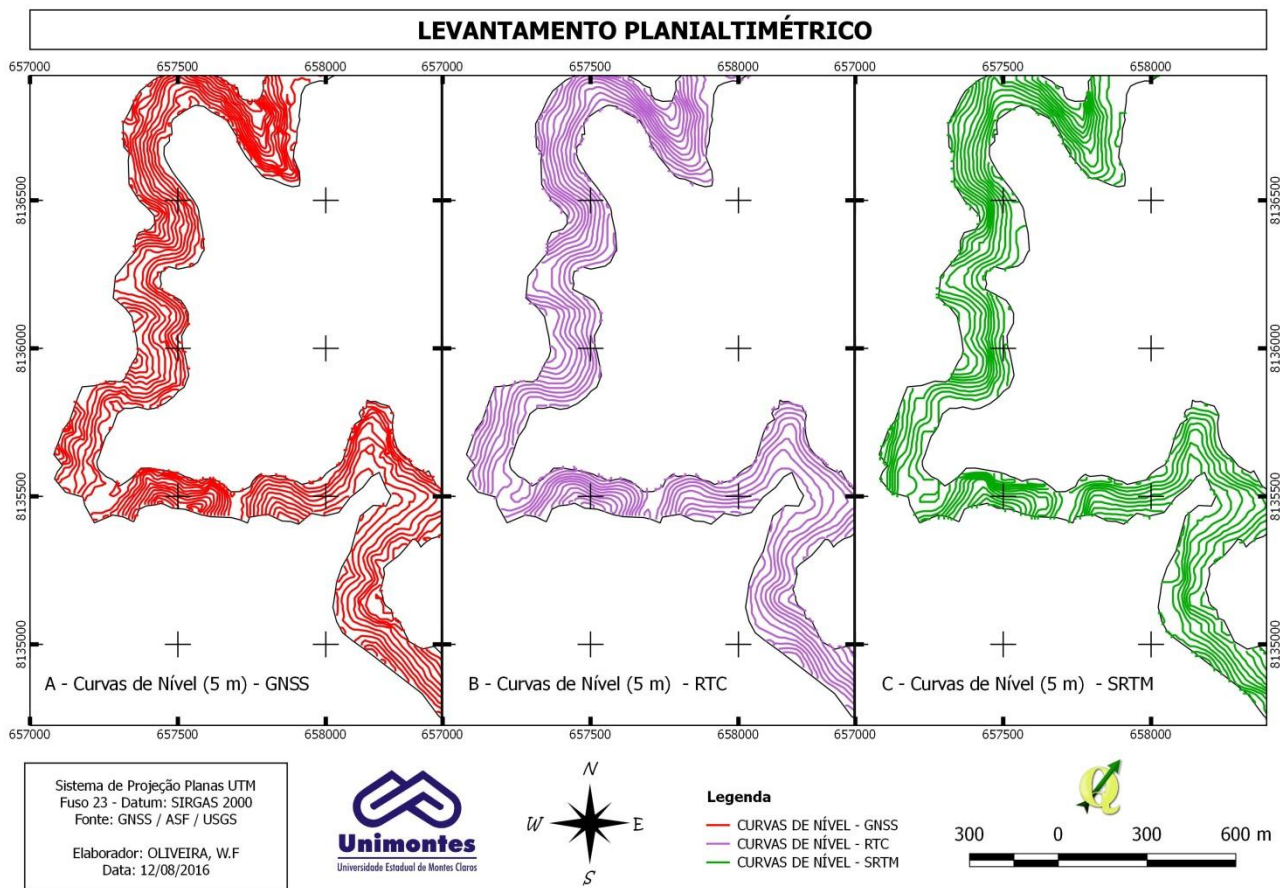 LEVANTAMENTO PLANIALTIMÉTRICO
657000 657500 658000 657000 657500 658000 657000 657500 658000
8136500 8136500
8136000 8136000
8135500 8135500
8135000 8135000
A - Curvas de Nível (5 m) - GNSS
B - Curvas de Nível (5 m) - RTC
C - Curvas de Nível (5 m) - SRTM
657000 657500 658000 657000 657500 658000 657000 657500 658000
Sistema de Projeção Planas UTM
Fuso 23 - Datum: SIRGAS 2000
Fonte: GNSS / ASF / USGS
Elaborador: OLIVEIRA, W.F
Data: 12/08/2016
Unimontes
Universidade Estadual de Montes Claros
N
W E
S
Legenda
CURVAS DE NÍVEL - GNSS
CURVAS DE NÍVEL - RTC
CURVAS DE NÍVEL - SRTM
Q
300 0 300 600 m